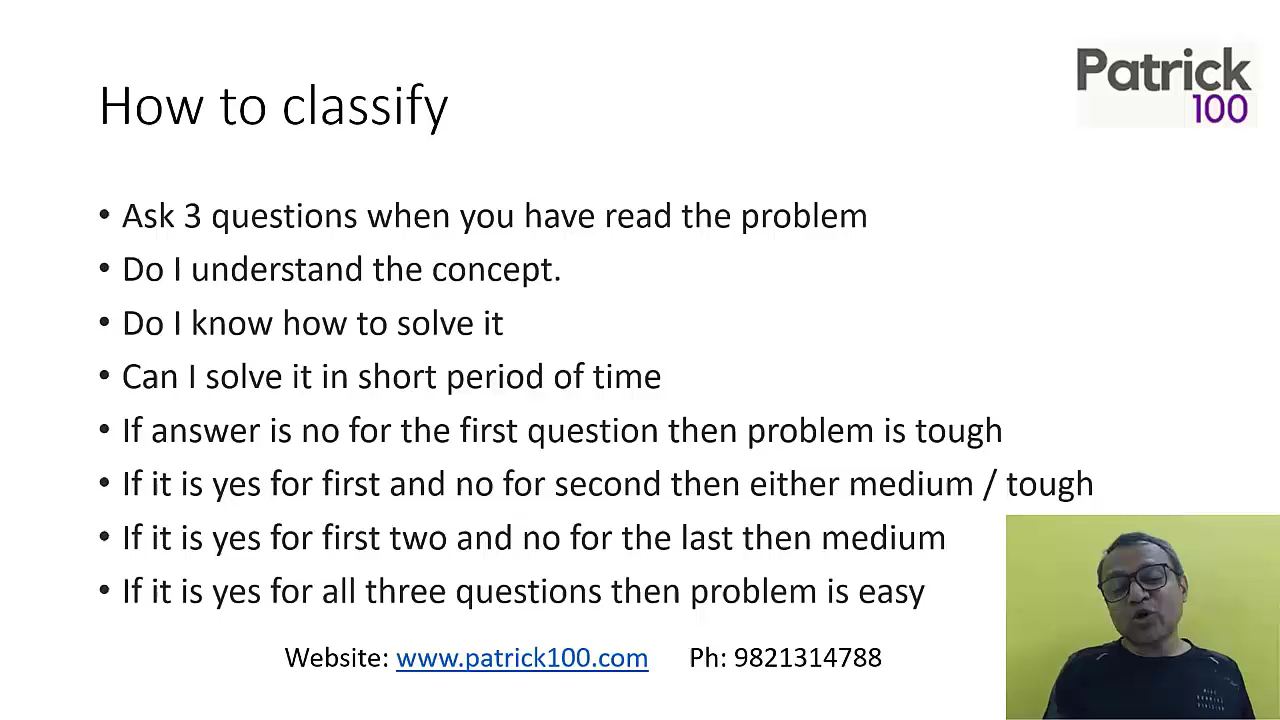 Patrick
100
How to classify
• Ask 3 questions when you have read the problem
• Do I understand the concept.
• Do I know how to solve it
• Can I solve it in short period of time
• If answer is no for the first question then problem is tough
• If it is yes for first and no for second then either medium / tough
• If it is yes for first two and no for the last then medium
• If it is yes for all three questions then problem is easy
Website: www.patrick100.com Ph: 9821314788